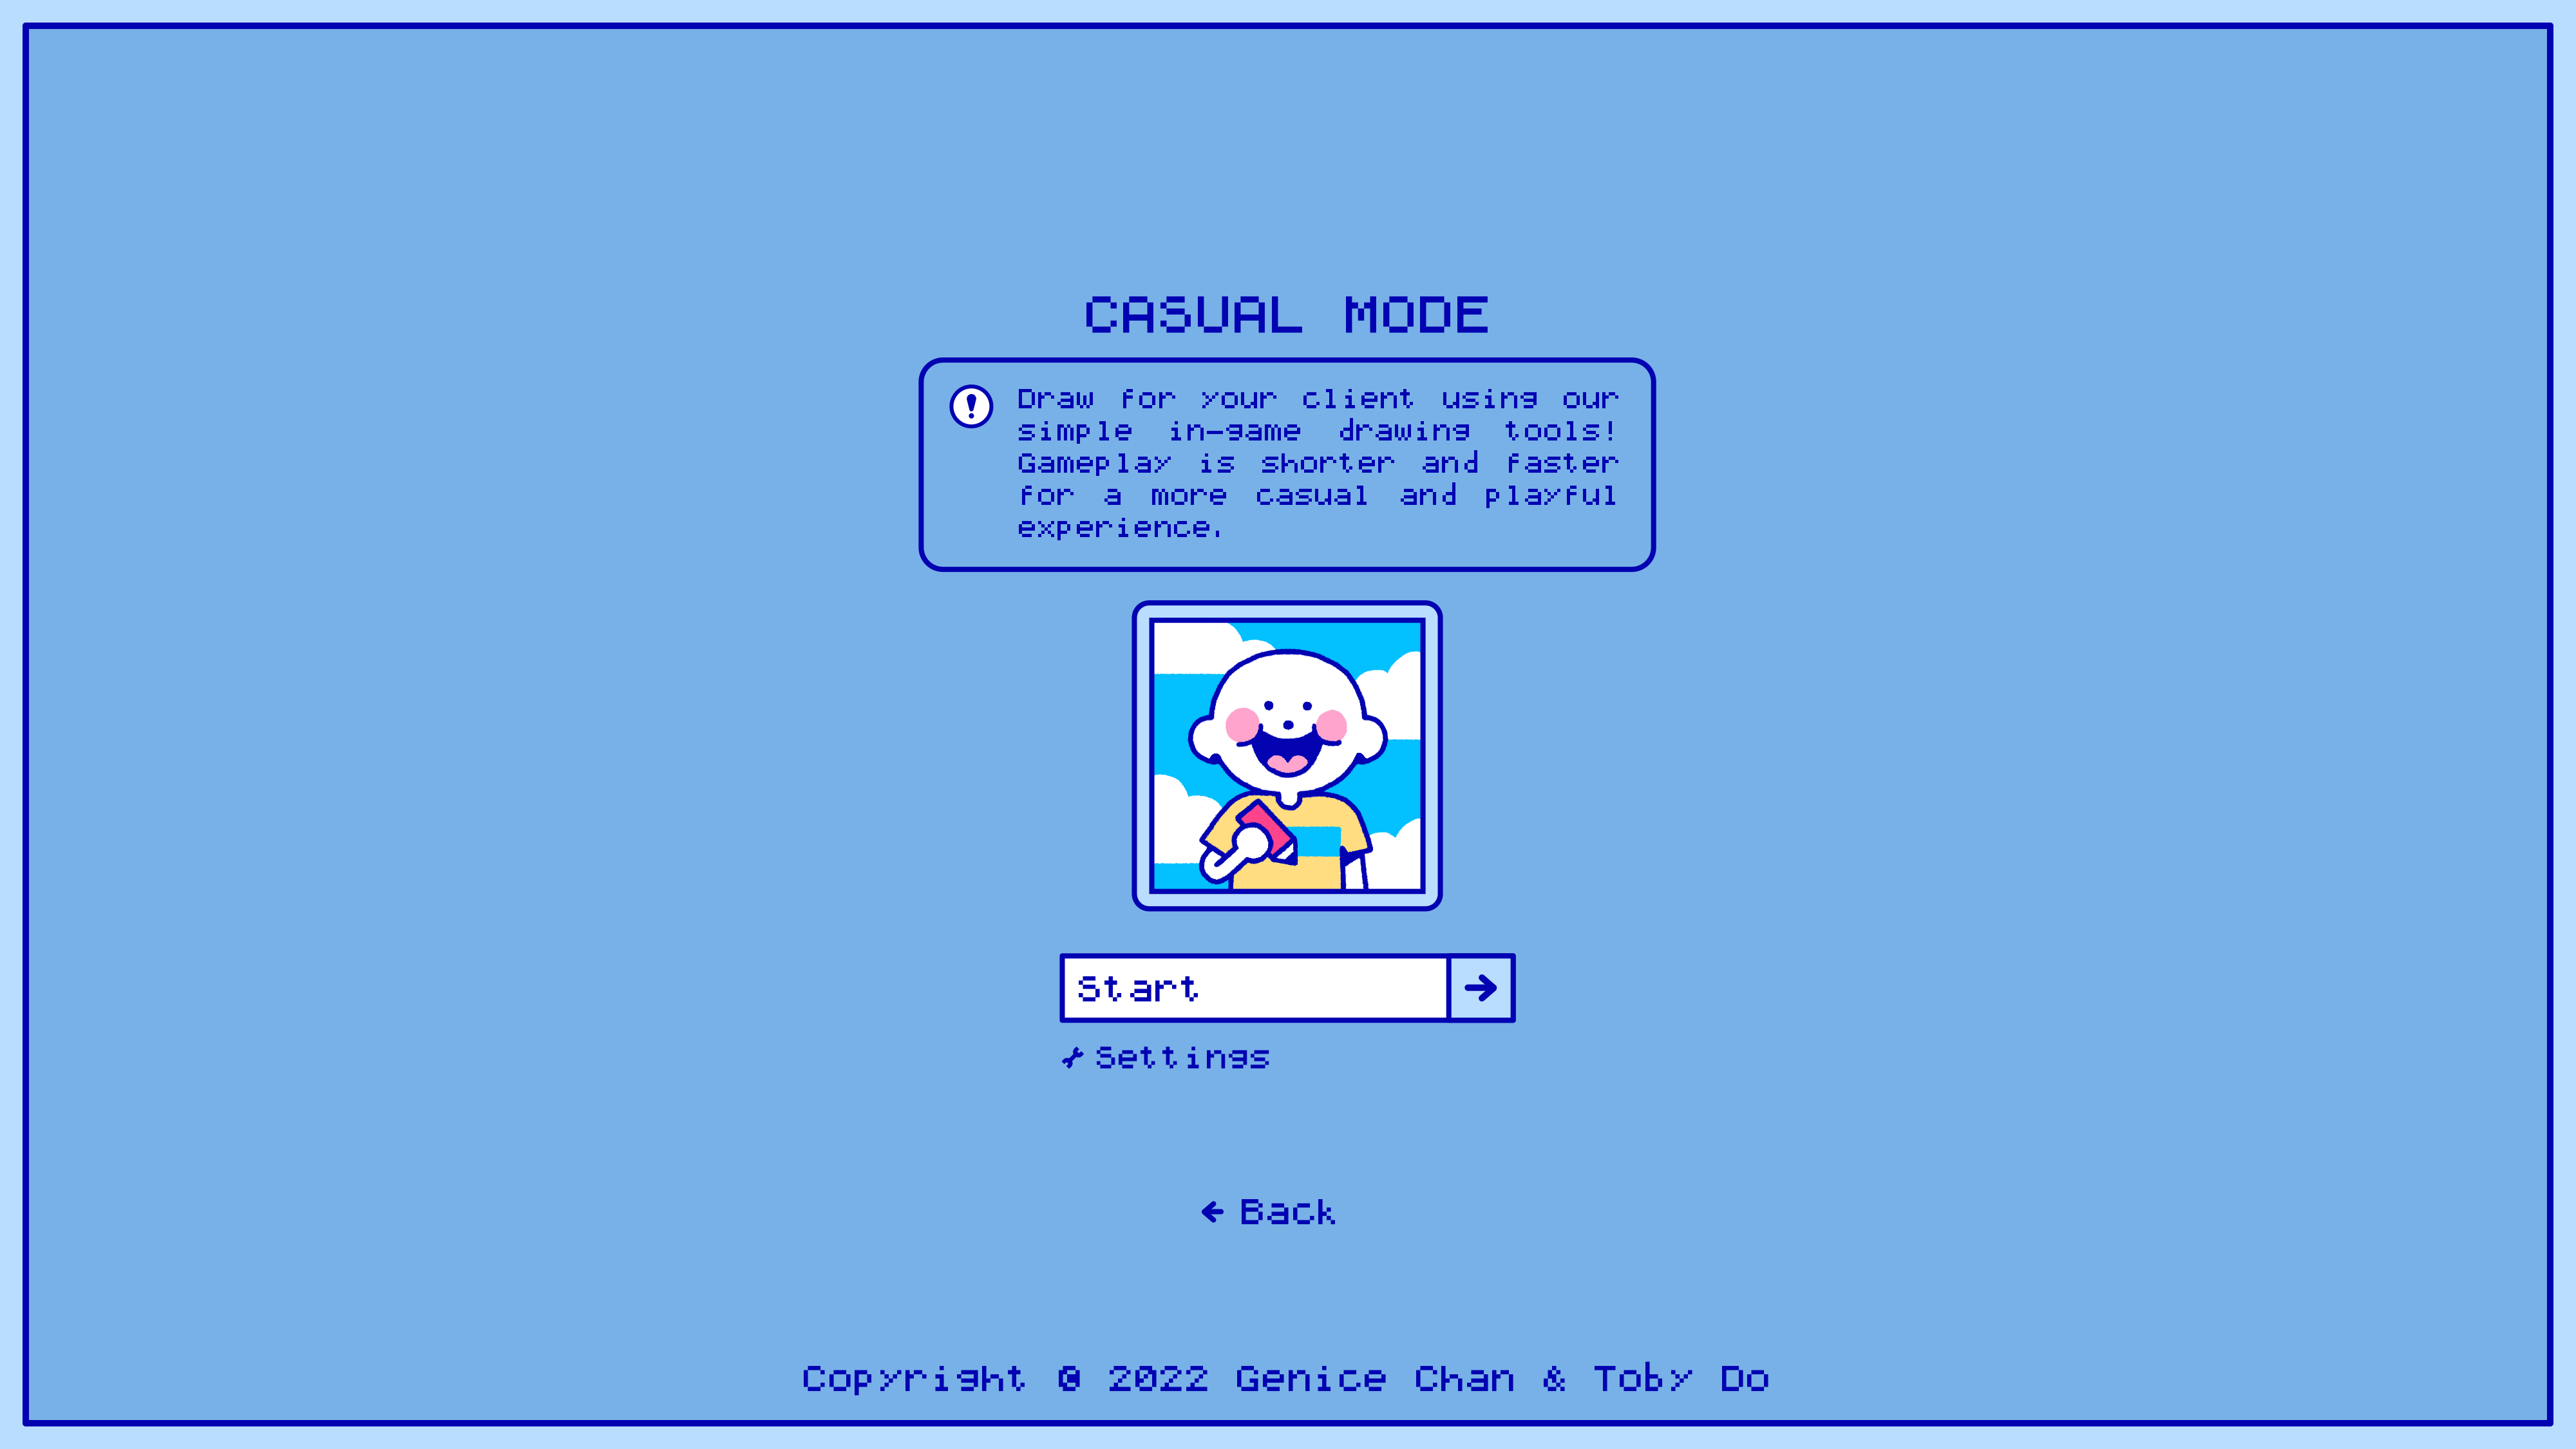 CASUAL MODE
Draw for your client using our
simple in-game drawing tools!
Gameplay is shorter and faster
for a more casual and playful
experience.
Start
Settings
Back
Copyright © 2022 Genice Chan & Toby Do